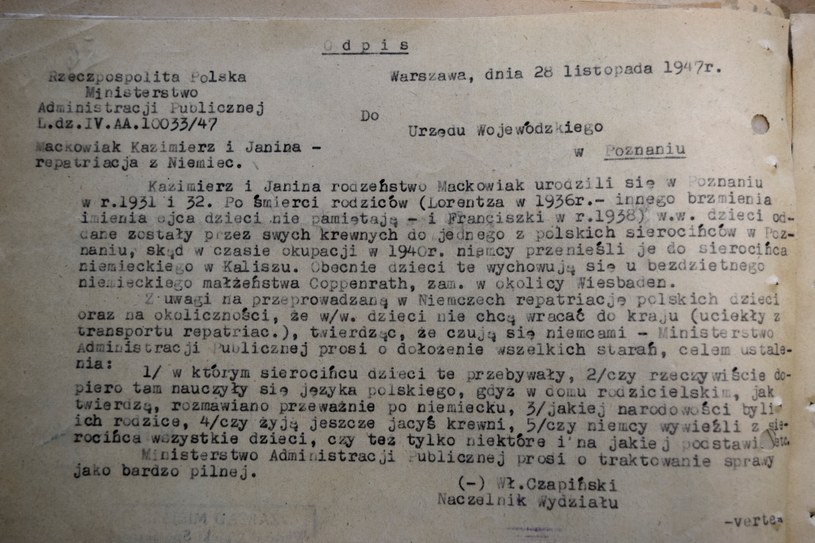 O d p i s
Rzeczpospolita Polska
Ministerstwo
Administracji Publicznej
L.dz.IV.AA.10033/47
Warszawa, dnia 28 listopada 1947r.
Do
Urzędu Wojewódzkiego
w Poznaniu
Mackowiak Kazimierz i Janina -
repatriacja z Niemiec.
Kazimierz i Janina rodzeństwo Mackowiak urodzili się w Poznaniu
w r.1931 i 32. Po śmierci rodziców (Lorentza w 1936r.- innego brzmienia
imienia ojca dzieci nie pamiętają - i Franciszki w r.1938) w.w. dzieci od-
dane zostały przez swych krewnych do jednego z polskich sierocińców w Poz-
naniu, skąd w czasie okupacji w 1940r. niemcy przenieśli je do sierocińca
niemieckiego w Kaliszu. Obecnie dzieci te wychowują się u bezdzietnego
niemieckiego małżeństwa Coppenrath, zam. w okolicy Wiesbaden.
Z uwagi na przeprowadzaną w Niemczech repatriację polskich dzieci
oraz na okoliczności, że w/w. dzieci nie chcą wracać do kraju (uciekły z
transportu repatriac.), twierdząc, że czują się niemcami - Ministerstwo
Administracji Publicznej prosi o dołożenie wszelkich starań, celem ustale-
nia:
1/ w którym sierocińcu dzieci te przebywały, 2/czy rzeczywiście do-
piero tam nauczyły się języka polskiego, gdyż w domu rodzicielskim, jak
twierdzą, rozmawiano przeważnie po niemiecku, 3/jakiej narodowości byli
ich rodzice, 4/czy żyją jeszcze jacyś krewni, 5/czy niemcy wywieźli z sie-
rocińca wszystkie dzieci, czy też tylko niektóre i na jakiej podstawie
Ministerstwo Administracji Publicznej prosi o traktowanie sprawy
jako bardzo pilnej.
(-) Wł.Czapiński
Naczelnik Wydziału
-verte-